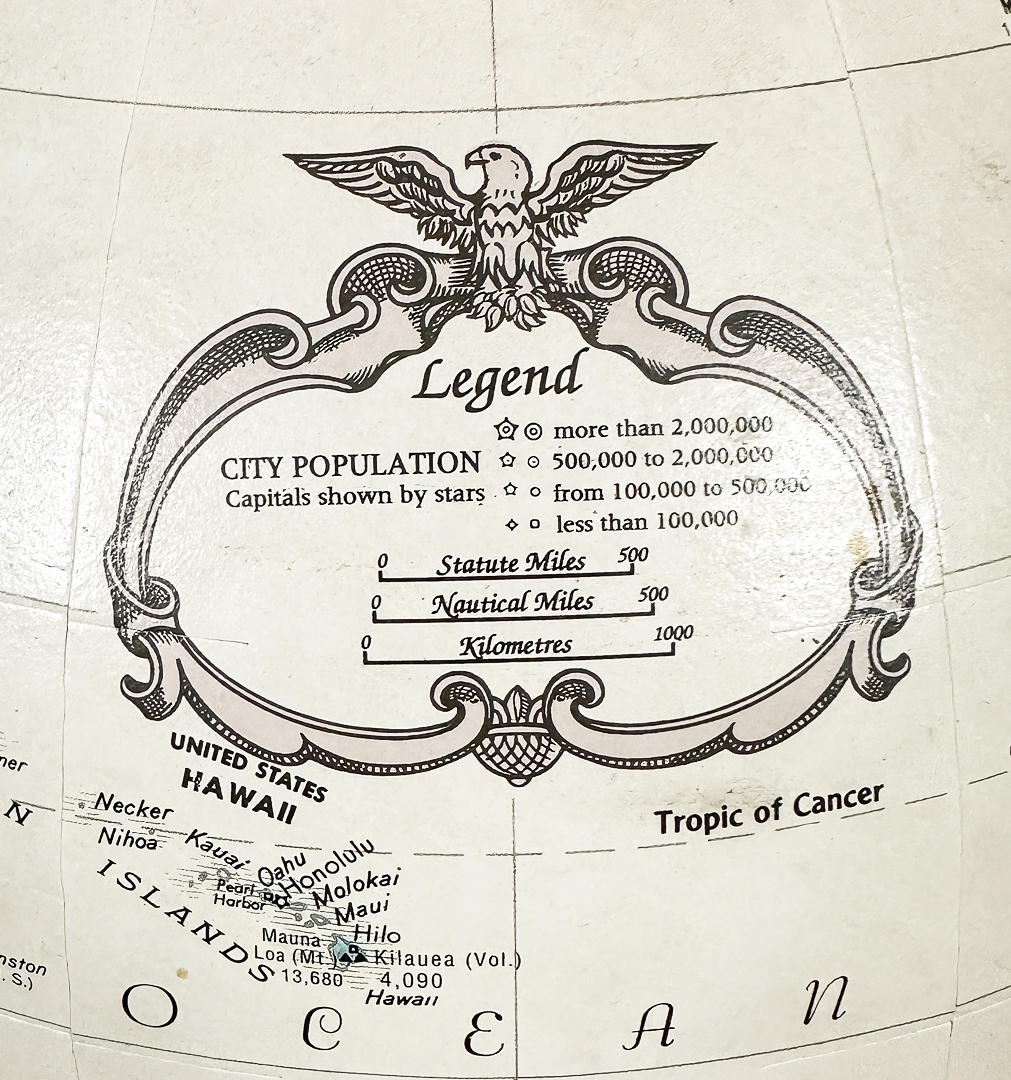 Legend
more than 2,000,000
CITY POPULATION
500,000 to 2,000,000
Capitals shown by stars
from 100,000 to 500,000
less than 100,000
0 Statute Miles 500
0 Nautical Miles 500
0 Kilometres 1000
UNITED STATES
HAWAII
Tropic of Cancer
N
Necker
Nihoa
Kauai
Oahu
Honolulu
Pearl
Harbor
Molokai
Maui
ISLANDS
Hilo
Mauna
Loa (Mt.)
13,680
Kilauea (Vol.)
4,090
Hawaii
OCEAN